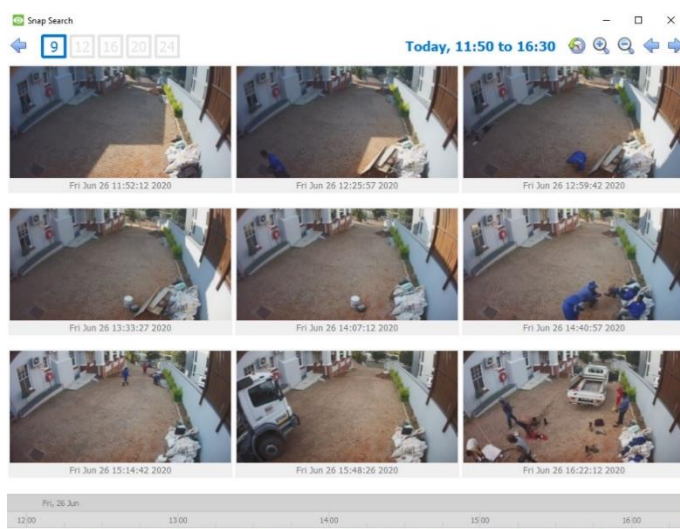 Snap Search
9 12 16 20 24 Today, 11:50 to 16:30
Fri Jun 26 11:52:12 2020 Fri Jun 26 12:25:57 2020 Fri Jun 26 12:59:42 2020
Fri Jun 26 13:33:27 2020 Fri Jun 26 14:07:12 2020 Fri Jun 26 14:40:57 2020
Fri Jun 26 15:14:42 2020 Fri Jun 26 15:48:26 2020 Fri Jun 26 16:22:12 2020
Fri, 26 Jun
12:00 13:00 14:00 15:00 16:00